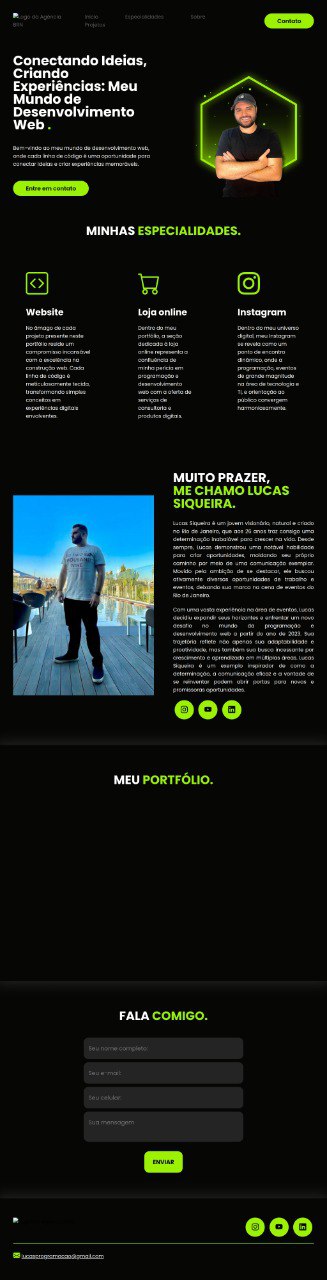 Logo da Agência
Início
Especialidades
Sobre
Projetos
Contato
Conectando Ideias,
Criando
Experiências: Meu
Mundo de
Desenvolvimento
Web .
Bem-vindo ao meu mundo de desenvolvimento web,
onde cada linha de código é uma oportunidade para
conectar ideias e criar experiências memoráveis.
Entre em contato
MINHAS ESPECIALIDADES.
Website
No âmago de cada
projeto presente neste
portfólio reside um
compromisso inconsável
com a excelência na
construção web. Cada
linha de código é
meticulosamente tecida,
transformando simples
conceitos em
experiências digitais
envolventes.
Loja online
Dentro do meu
portfólio, a seção
dedicada à loja
online representa a
confluência de
minha perícia em
programação e
desenvolvimento
web com a oferta de
serviços de
consultoria e
produtos digitais.
Instagram
Dentro do meu universo
digital, meu Instagram
se revela como um
ponto de encontro
dinâmico, onde a
programação, eventos
de grande magnitude
na área de tecnologia e
TI, e orientação ao
público convergem
harmoniosamente.
MUITO PRAZER,
ME CHAMO LUCAS
SIQUEIRA.
Lucas Siqueira é um jovem visionário, natural e criado
no Rio de Janeiro, que aos 26 anos traz consigo uma
determinação inabalável para crescer na vida. Desde
sempre, Lucas demonstrou uma notável habilidade
para criar oportunidades, moldando seu próprio
caminho por meio de uma comunicação exemplar.
Movido pela ambição de se destacar, ele buscou
ativamente diversas oportunidades de trabalho e
eventos, deixando sua marca na cena de eventos do
Rio de Janeiro.
Com uma vasta experiência na área de eventos, Lucas
decidiu expandir seus horizontes e enfrentar um novo
desafio no mundo da programação e
desenvolvimento web a partir do ano de 2023. Sua
trajetória reflete não apenas sua adaptabilidade e
proatividade, mas também sua busca incessante por
crescimento e aprendizado em múltiplas áreas. Lucas
Siqueira é um exemplo inspirador de como a
determinação, a comunicação eficaz e a vontade de
se reinventar podem abrir portas para novas e
promissoras oportunidades.
MEU PORTFÓLIO.
FALA COMIGO.
Seu nome completo:
Seu e-mail:
Seu celular:
Sua mensagem:
ENVIAR
lucasprogramacao@gmail.com